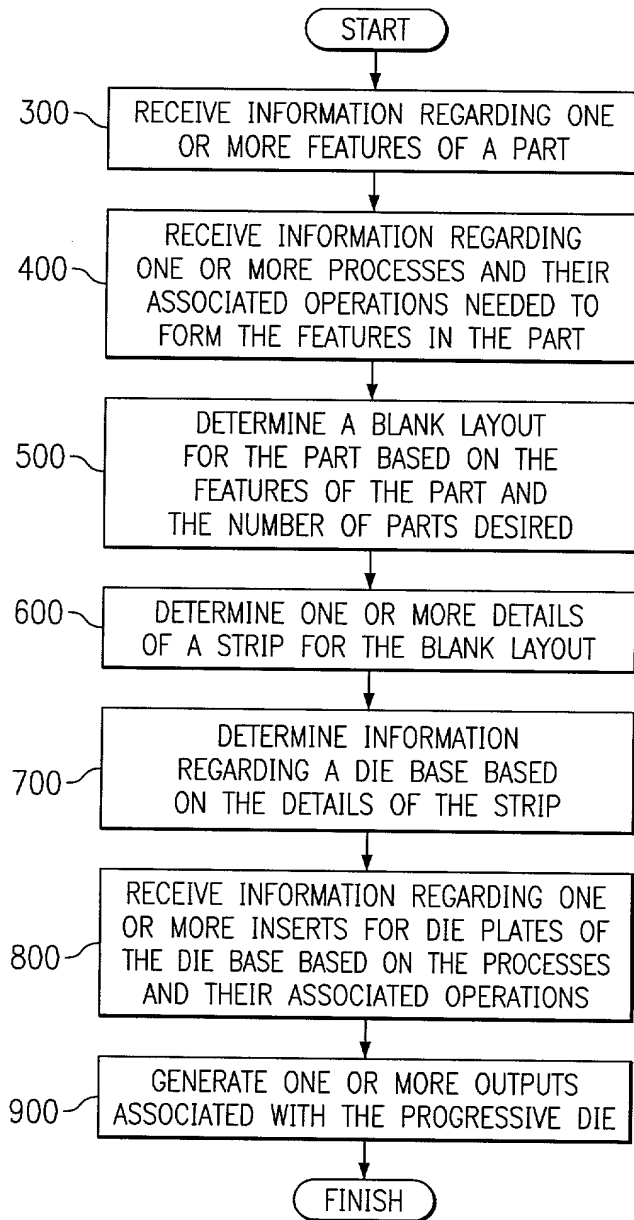 START
300
RECEIVE INFORMATION REGARDING ONE
OR MORE FEATURES OF A PART
400
RECEIVE INFORMATION REGARDING
ONE OR MORE PROCESSES AND THEIR
ASSOCIATED OPERATIONS NEEDED TO
FORM THE FEATURES IN THE PART
500
DETERMINE A BLANK LAYOUT
FOR THE PART BASED ON THE
FEATURES OF THE PART AND
THE NUMBER OF PARTS DESIRED
600
DETERMINE ONE OR MORE DETAILS
OF A STRIP FOR THE BLANK LAYOUT
700
DETERMINE INFORMATION
REGARDING A DIE BASE BASED
ON THE DETAILS OF THE STRIP
800
RECEIVE INFORMATION REGARDING ONE
OR MORE INSERTS FOR DIE PLATES OF
THE DIE BASE BASED ON THE PROCESSES
AND THEIR ASSOCIATED OPERATIONS
900
GENERATE ONE OR MORE OUTPUTS
ASSOCIATED WITH THE PROGRESSIVE DIE
FINISH